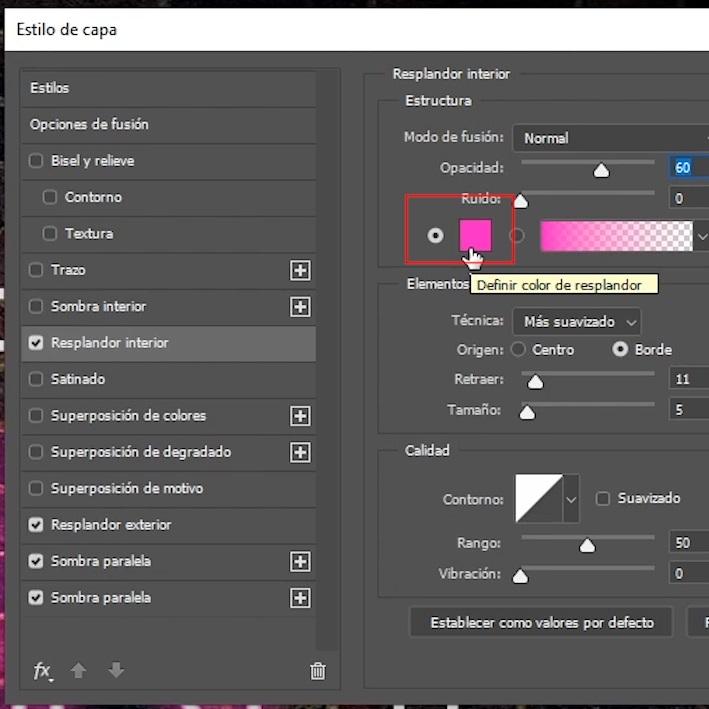 Estilo de capa
Estilos
Opciones de fusión
Bisel y relieve
Contorno
Textura
Trazo
Sombra interior
Resplandor interior
Satinado
Superposición de colores
Superposición de degradado
Superposición de motivo
Resplandor exterior
Sombra paralela
Sombra paralela
fx
Resplandor interior
Estructura
Modo de fusión: Normal
Opacidad: 60
Ruido: 0
Definir color de resplandor
Elementos
Técnica: Más suavizado
Origen: Centro Borde
Retraer: 11
Tamaño: 5
Calidad
Contorno: Suavizado
Rango: 50
Vibración: 0
Establecer como valores por defecto